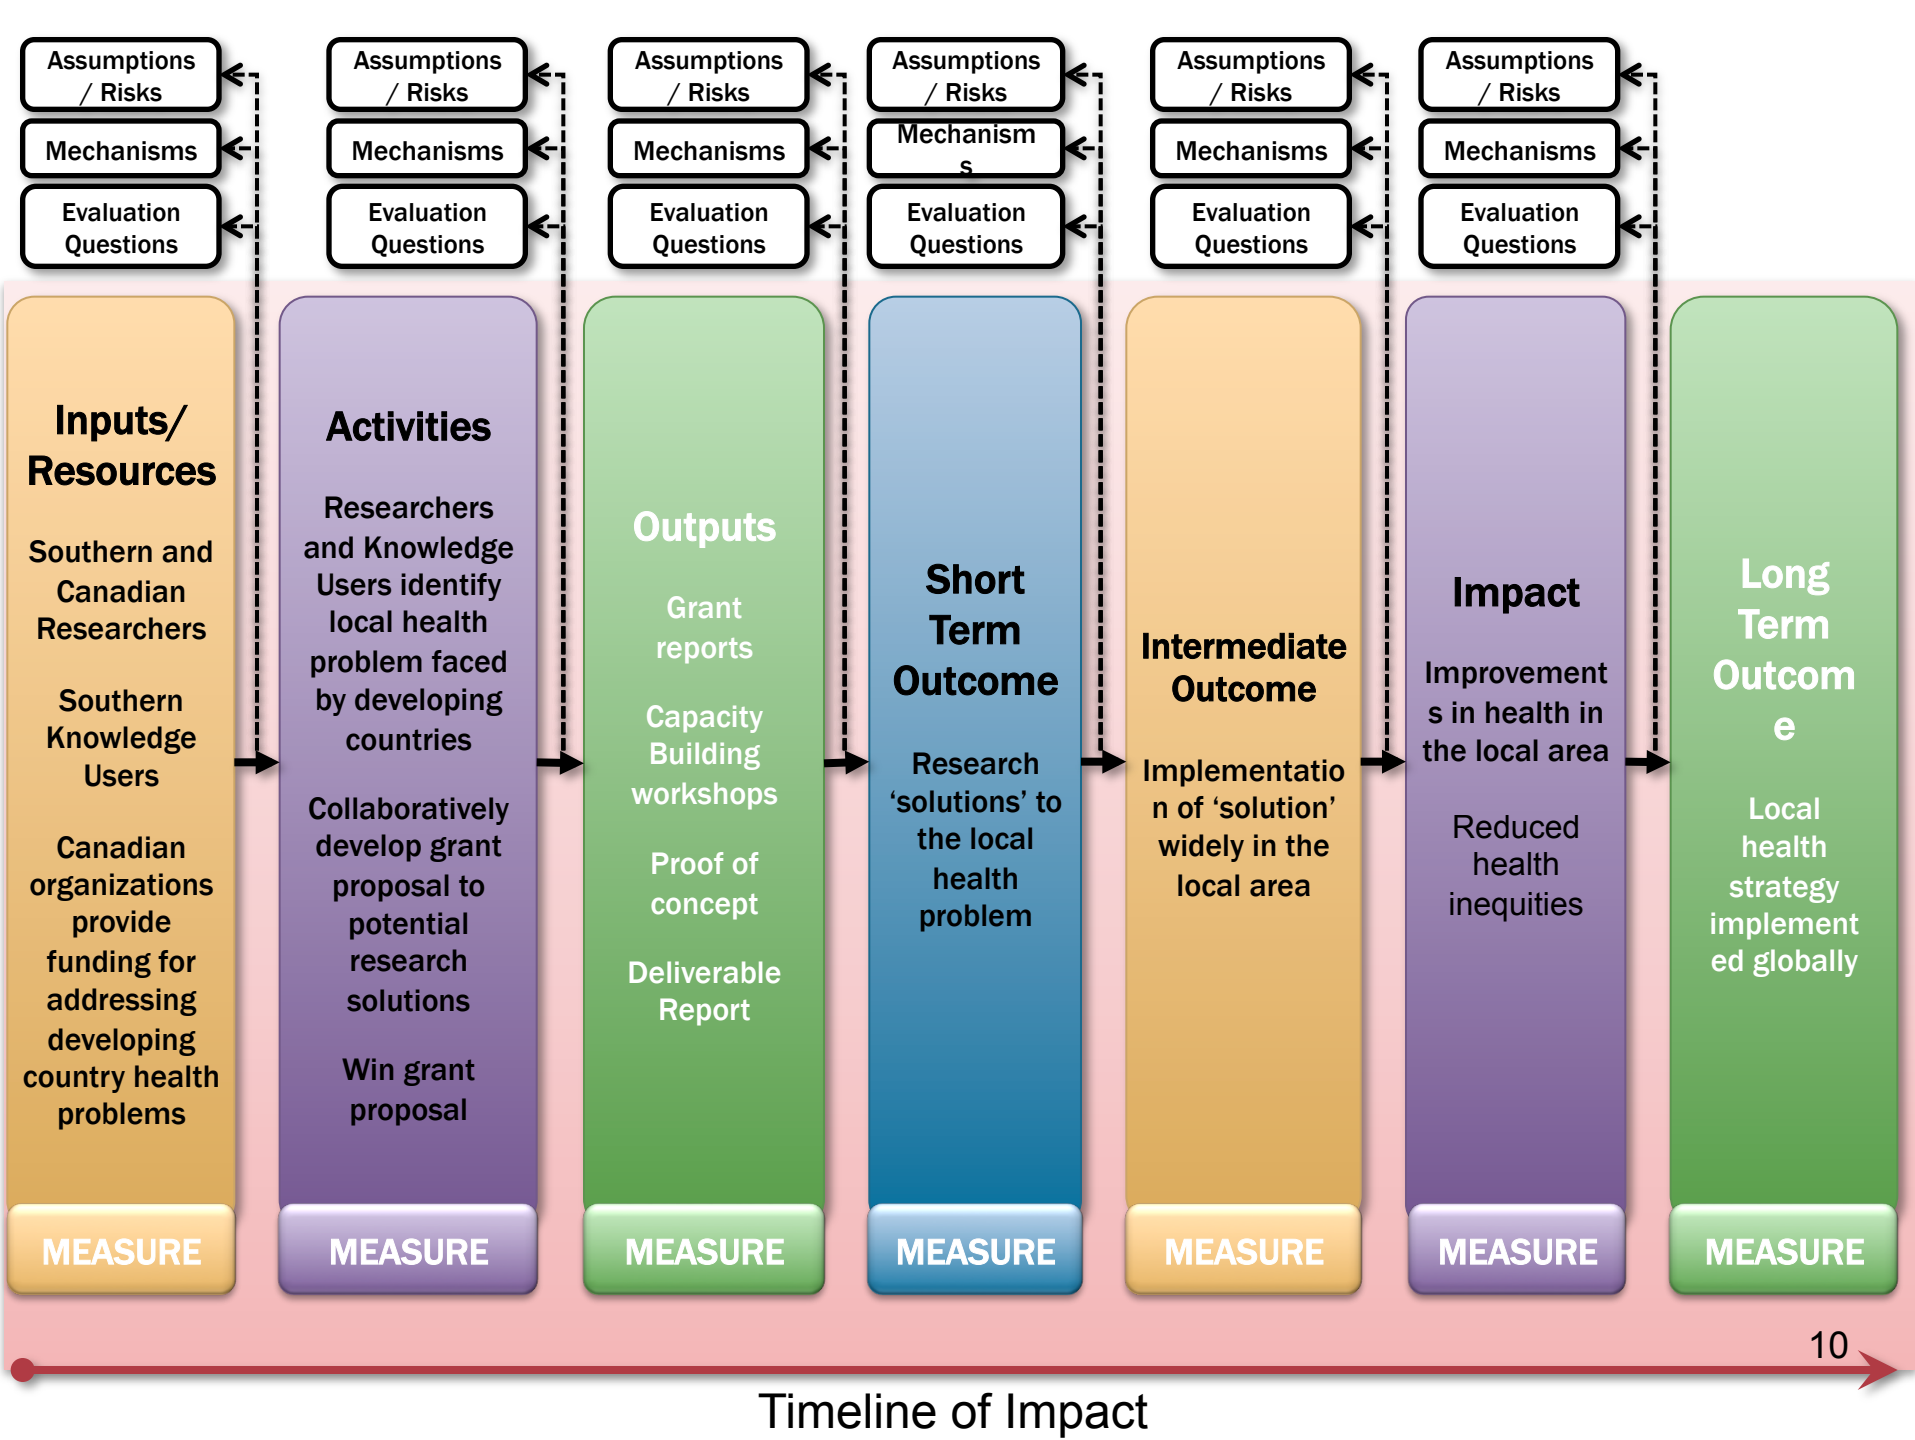 Assumptions
/ Risks
Mechanisms
Evaluation
Questions
Assumptions
/ Risks
Mechanisms
Evaluation
Questions
Assumptions
/ Risks
Mechanisms
Evaluation
Questions
Assumptions
/ Risks
Mechanism
s
Evaluation
Questions
Assumptions
/ Risks
Mechanisms
Evaluation
Questions
Assumptions
/ Risks
Mechanisms
Evaluation
Questions
Inputs/
Resources
Southern and
Canadian
Researchers
Southern
Knowledge
Users
Canadian
organizations
provide
funding for
addressing
developing
country health
problems
MEASURE
Activities
Researchers
and Knowledge
Users identify
local health
problem faced
by developing
countries
Collaboratively
develop grant
proposal to
potential
research
solutions
Win grant
proposal
MEASURE
Outputs
Grant
reports
Capacity
Building
workshops
Proof of
concept
Deliverable
Report
MEASURE
Short
Term
Outcome
Research
‘solutions’ to
the local
health
problem
MEASURE
Intermediate
Outcome
Implementatio
n of ‘solution’
widely in the
local area
MEASURE
Impact
Improvement
s in health in
the local area
Reduced
health
inequities
MEASURE
Long
Term
Outcom
e
Local
health
strategy
implement
ed globally
MEASURE
10
Timeline of Impact